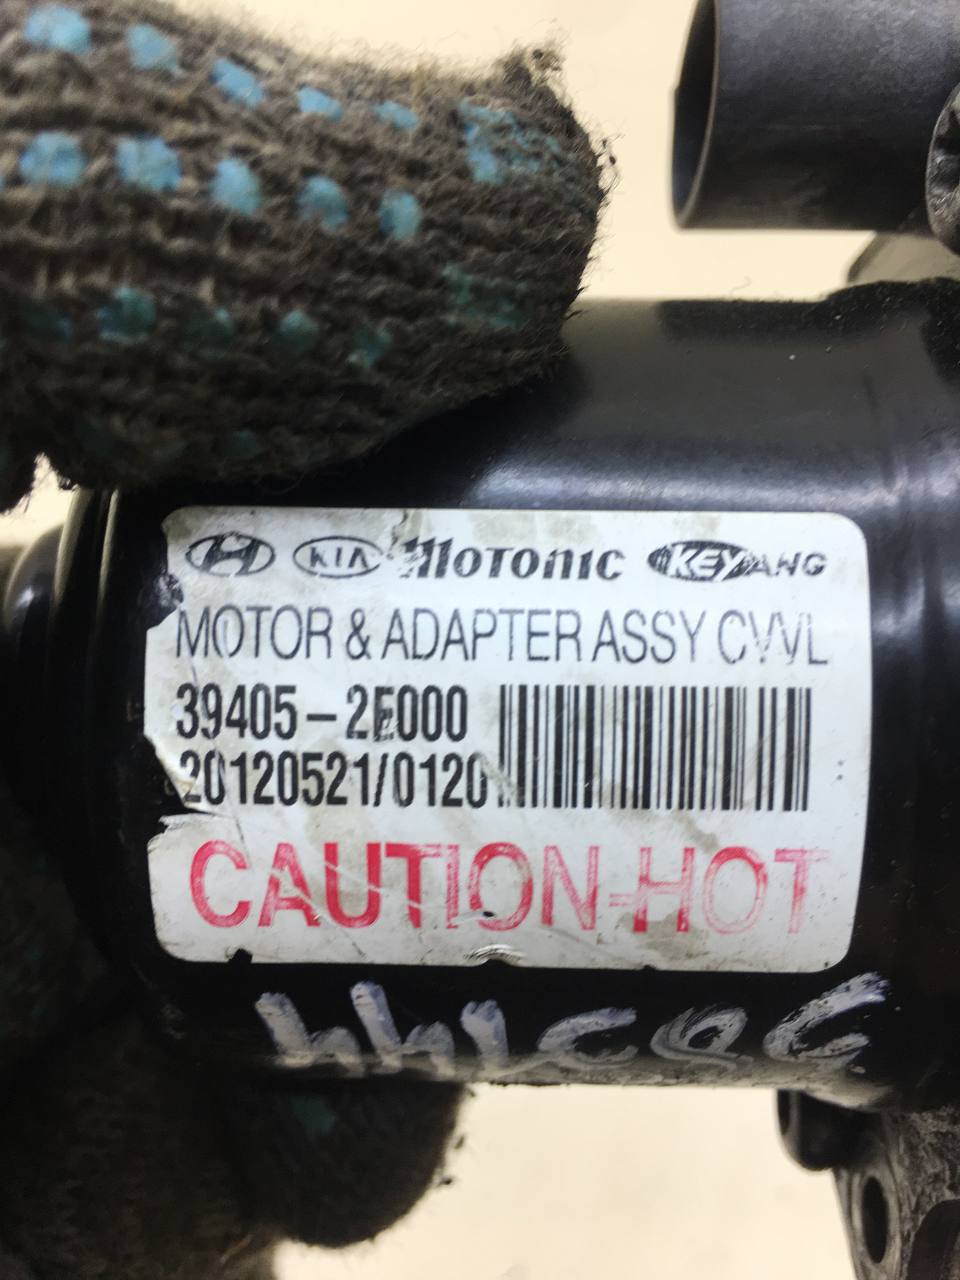 KIA MOTONIC KEYANG
MOTOR & ADAPTER ASSY CVVL
39405-2E000
20120521/0120
CAUTION-HOT